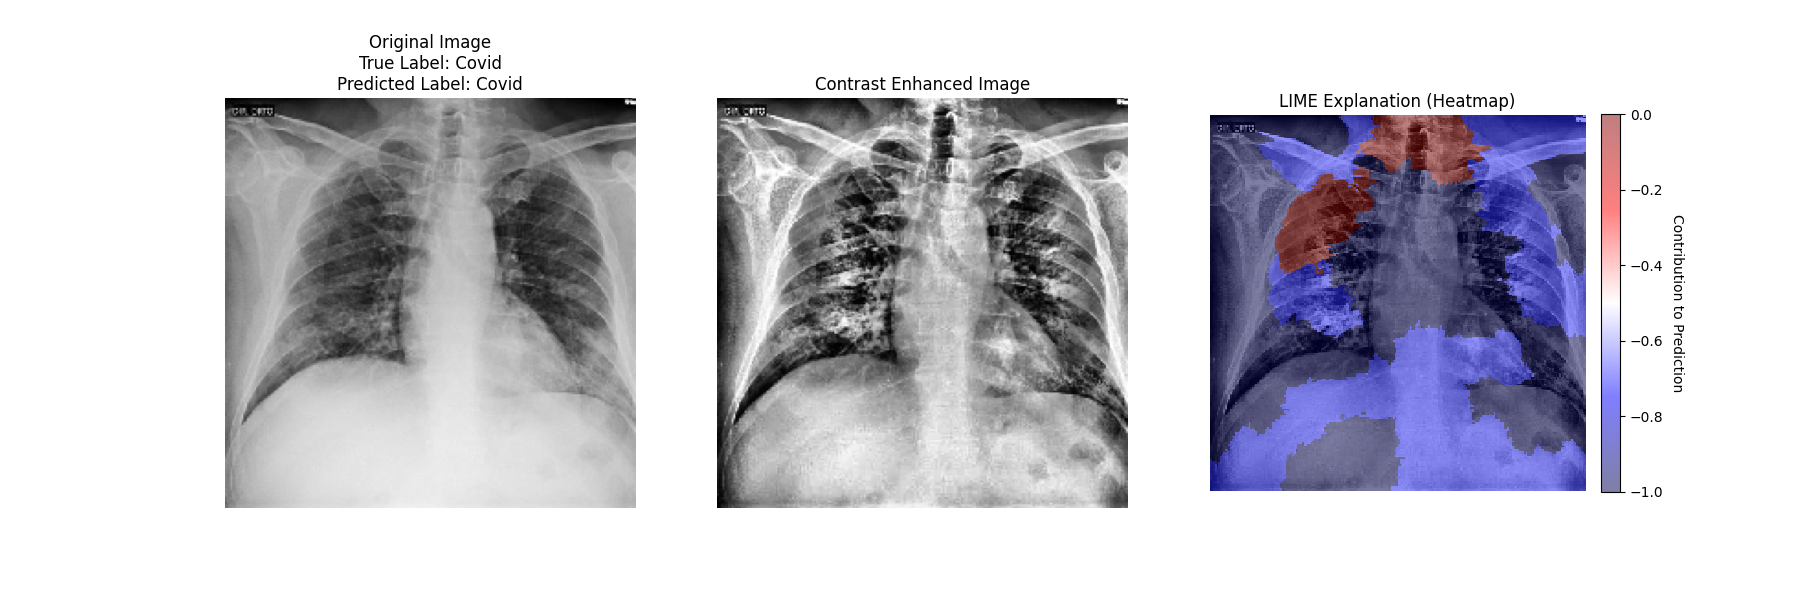 Original Image
True Label: Covid
Predicted Label: Covid
Contrast Enhanced Image
LIME Explanation (Heatmap)
0.0
−0.2
−0.4
−0.6
−0.8
−1.0
Contribution to Prediction